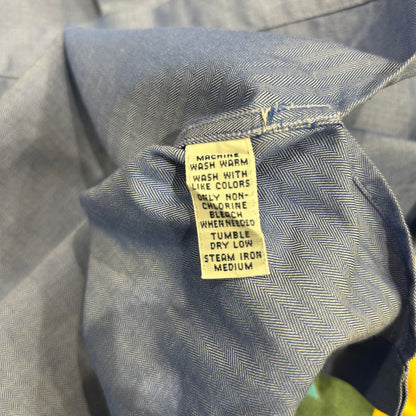 MACHINE
WASH WARM
WASH WITH
LIKE COLORS
ONLY NON-
CHLORINE
BLEACH
WHEN NEEDED
TUMBLE
DRY LOW
STEAM IRON
MEDIUM